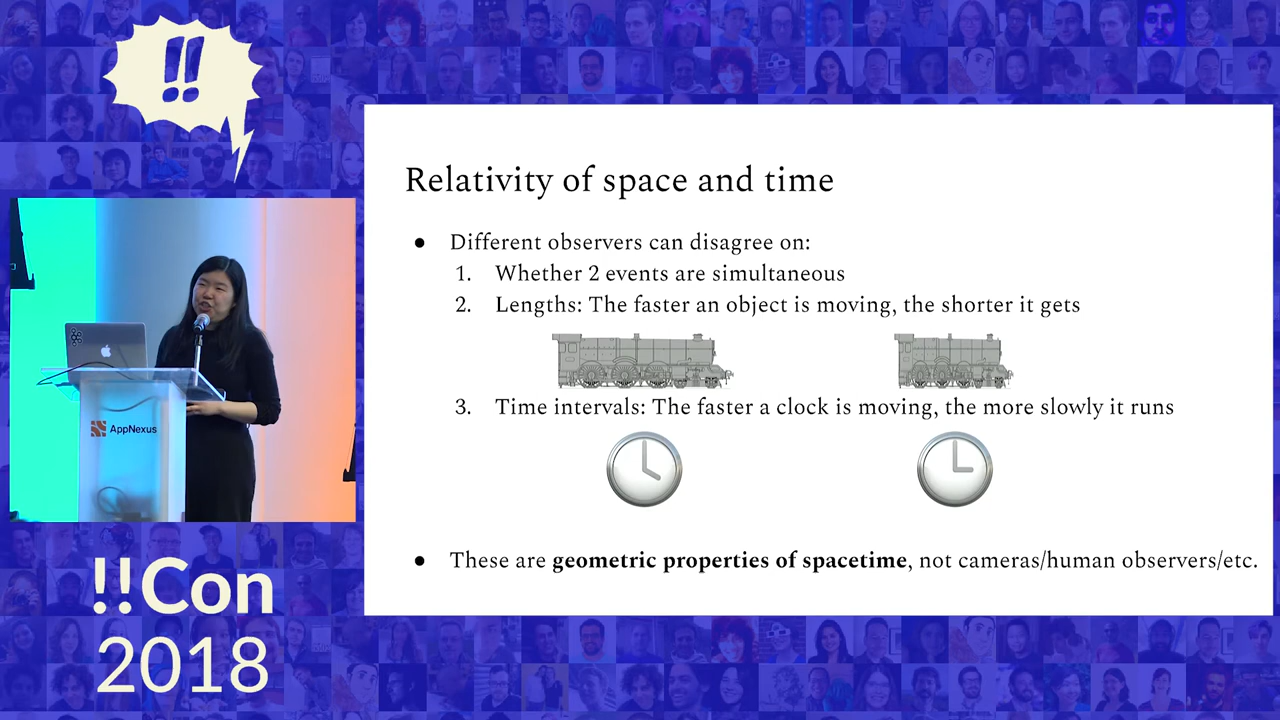 !!
Relativity of space and time
● Different observers can disagree on:
1. Whether 2 events are simultaneous
2. Lengths: The faster an object is moving, the shorter it gets
3. Time intervals: The faster a clock is moving, the more slowly it runs
● These are geometric properties of spacetime, not cameras/human observers/etc.
AppNexus
!!Con
2018